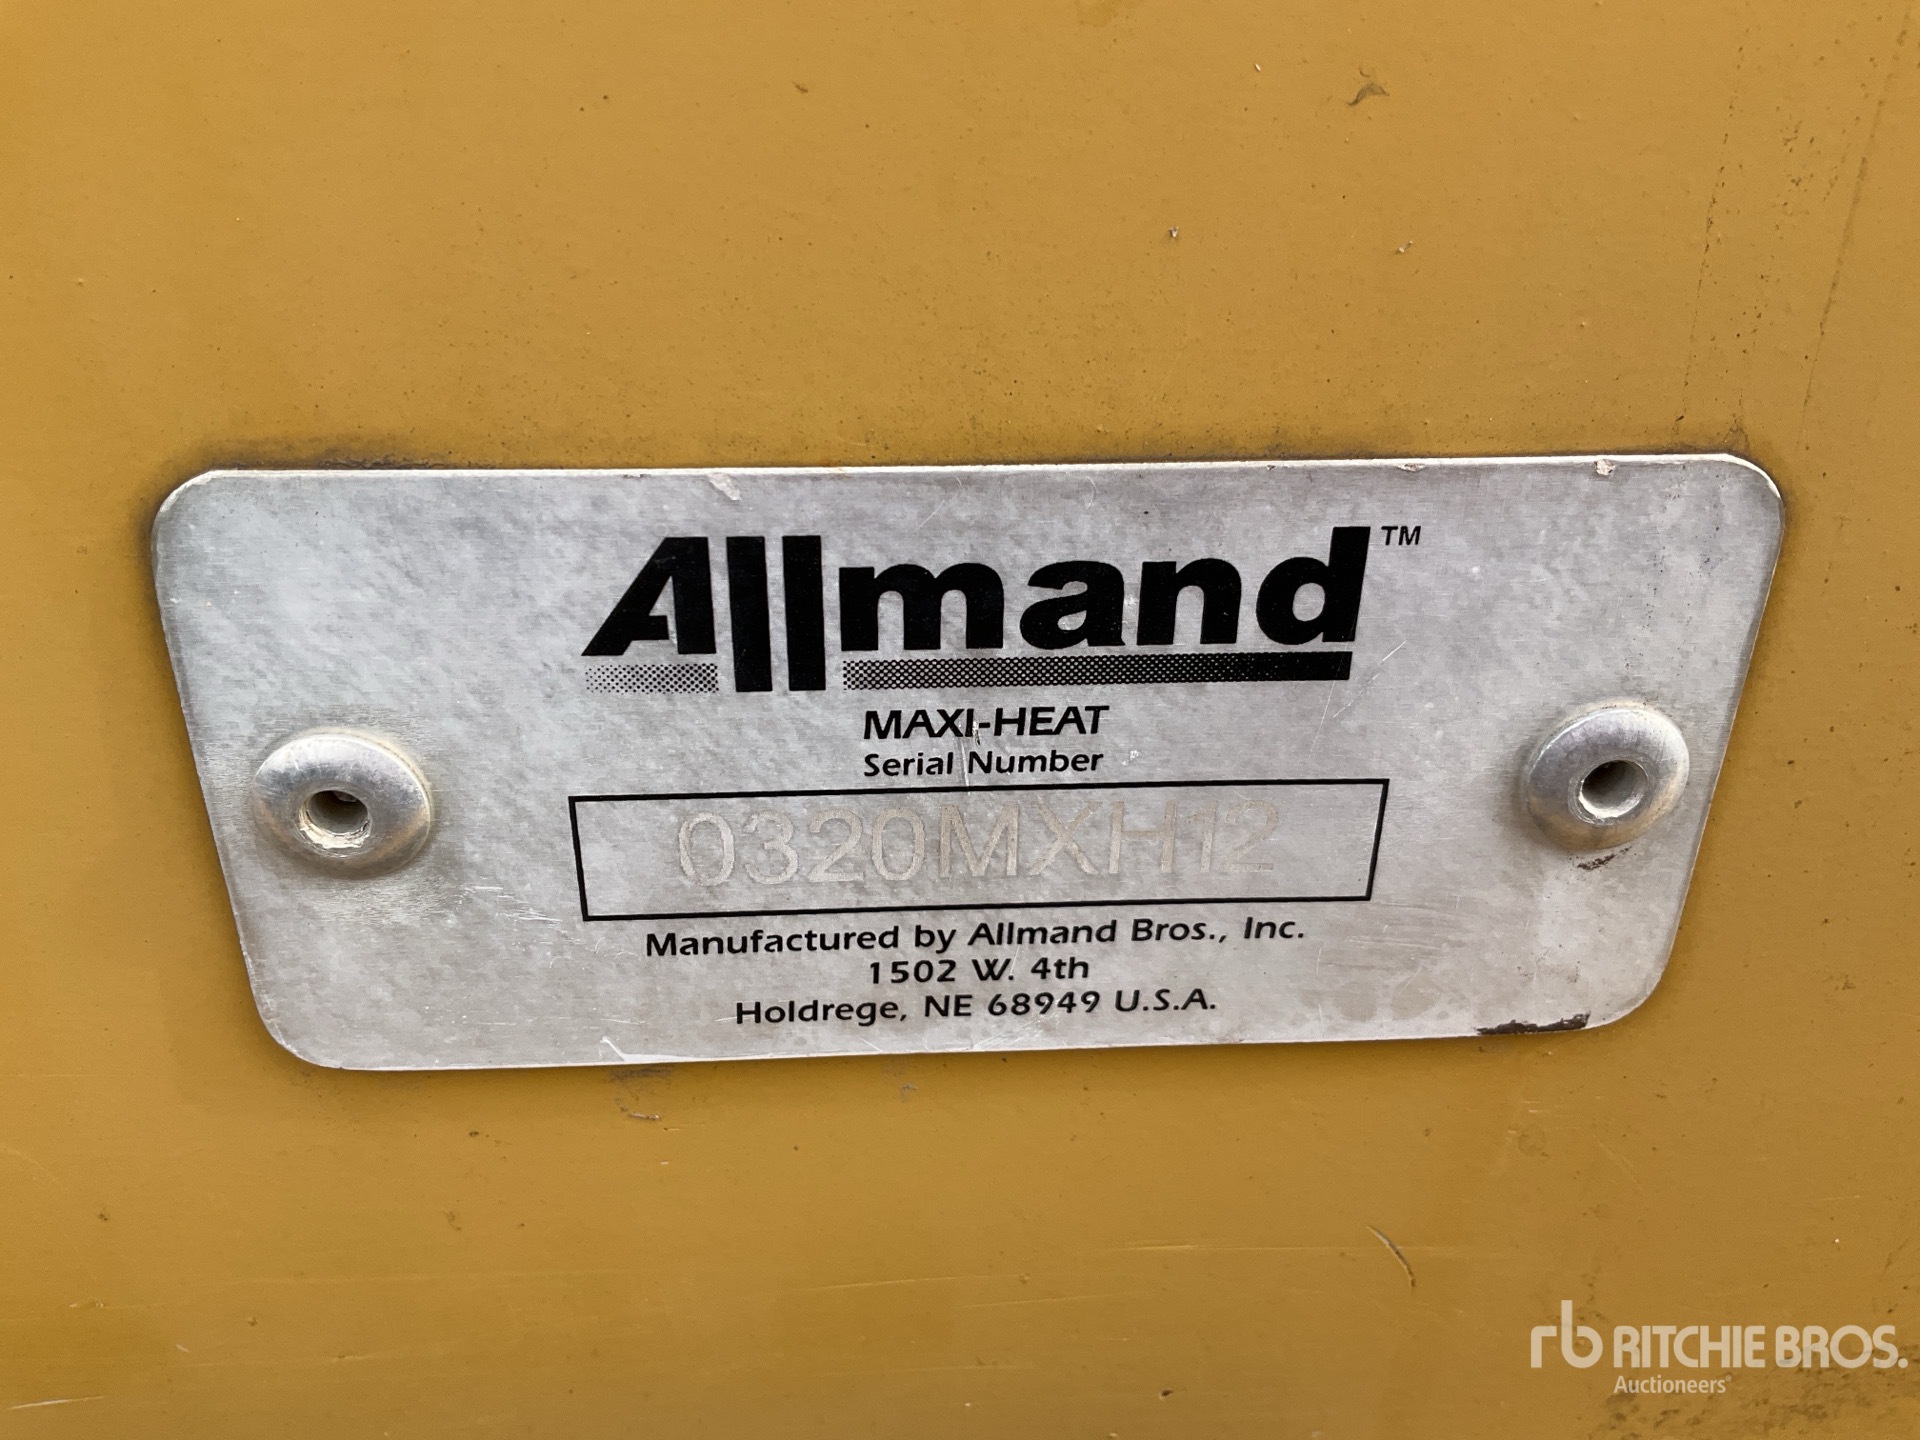 Allmand™
MAXI-HEAT
Serial Number
0320MXH12
Manufactured by Allmand Bros., Inc.
1502 W. 4th
Holdrege, NE 68949 U.S.A.
rb RITCHIE BROS.
Auctioneers